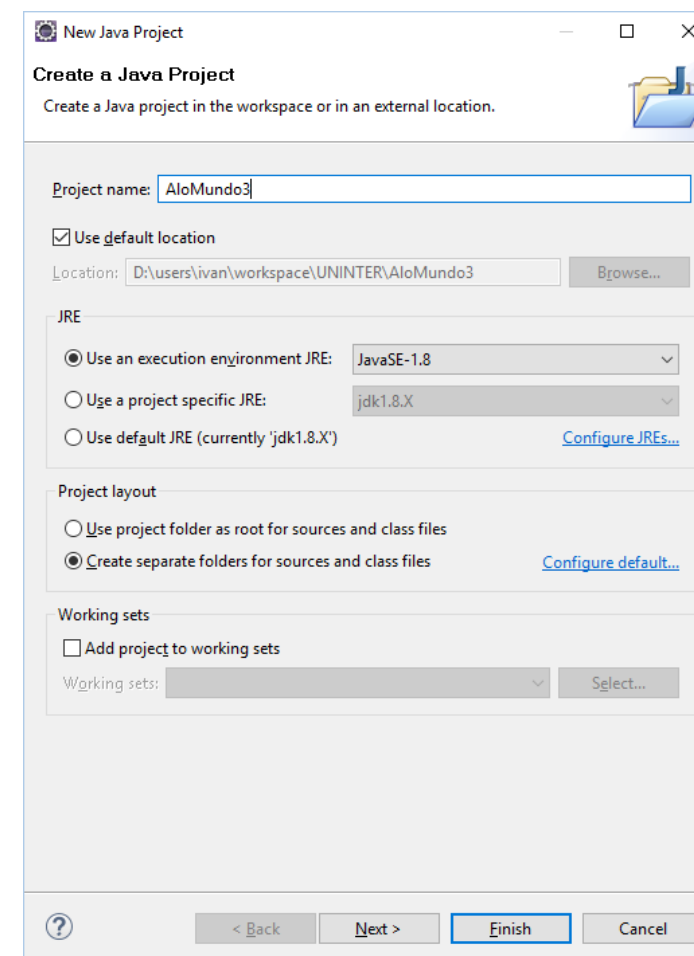 New Java Project
Create a Java Project
Create a Java project in the workspace or in an external location.
Project name: AloMundo3
Use default location
Location: D:\users\ivan\workspace\UNINTER\AloMundo3 Browse...
JRE
Use an execution environment JRE: JavaSE-1.8
Use a project specific JRE: jdk1.8.X
Use default JRE (currently 'jdk1.8.X') Configure JREs...
Project layout
Use project folder as root for sources and class files
Create separate folders for sources and class files Configure default...
Working sets
Add project to working sets
Working sets: Select...
? < Back Next > Finish Cancel